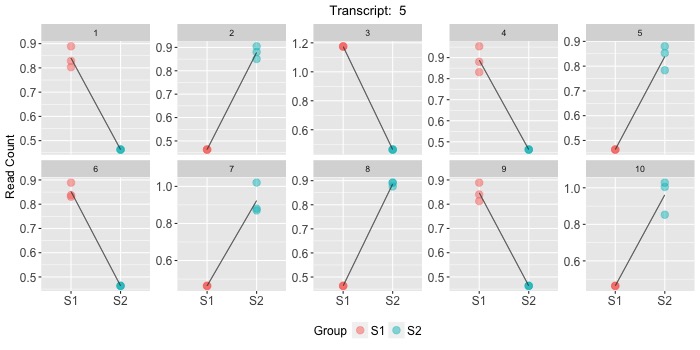 Transcript: 5
1 2 3 4 5
0.9 0.9 1.2 0.9 0.9
0.8 0.8 1.0 0.8 0.8
0.7 0.7 0.8 0.7 0.7
0.6 0.6 0.6 0.6 0.6
0.5 0.5 0.5 0.5
Read Count
6 7 8 9 10
0.9 1.0 0.9 0.9 1.0
0.8 0.8 0.8 0.8 0.8
0.7 0.6 0.7 0.7 0.6
0.6 0.6 0.6
0.5 0.5 0.5
S1 S2 S1 S2 S1 S2 S1 S2 S1 S2
Group S1 S2